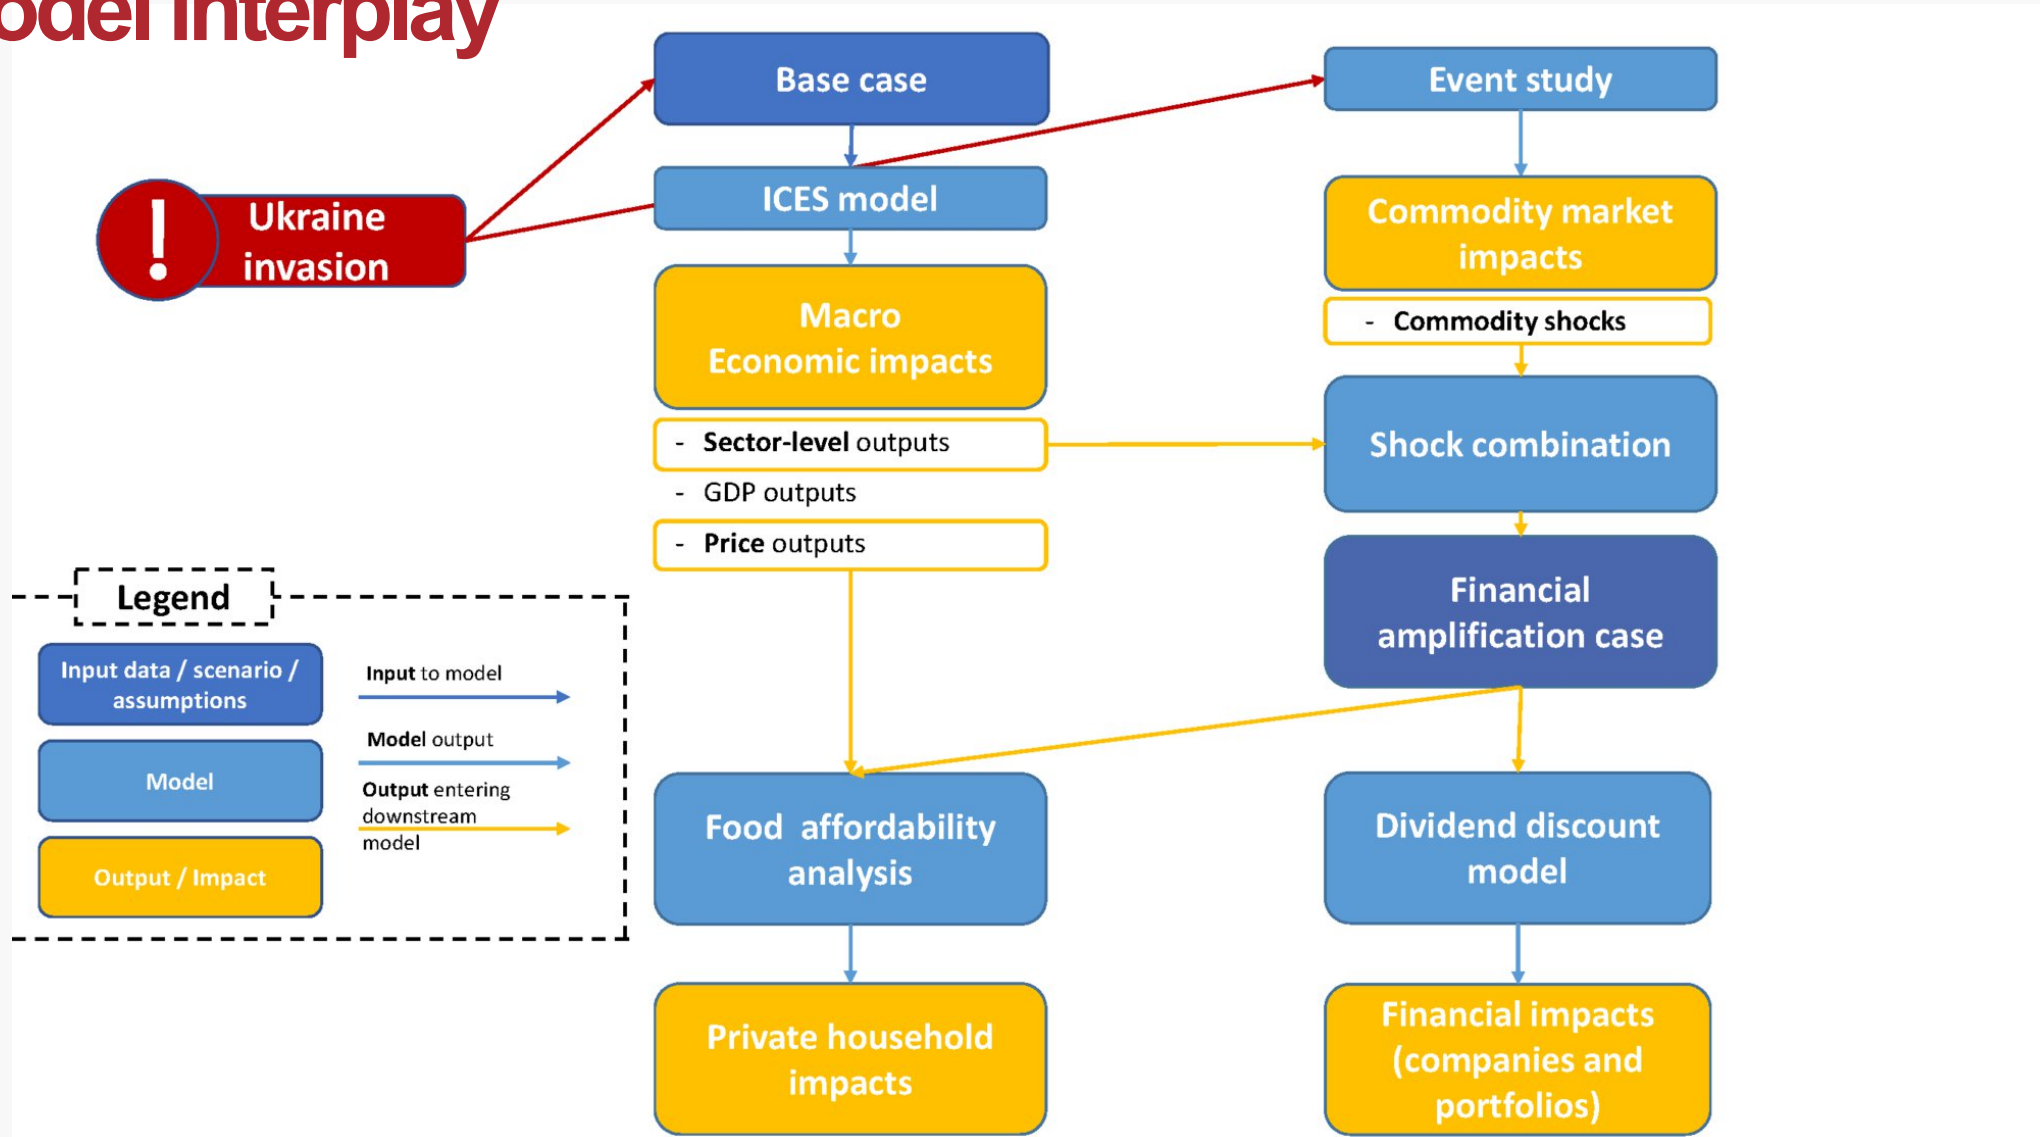 odel interplay
Base case
Event study
Ukraine
invasion
!
ICES model
Commodity market
impacts
Macro
Economic impacts
- Commodity shocks
- Sector-level outputs
- GDP outputs
- Price outputs
Shock combination
Financial
amplification case
Legend
Input data / scenario /
assumptions
Model
Output / Impact
Input to model
Model output
Output entering
downstream
model
Food affordability
analysis
Dividend discount
model
Private household
impacts
Financial impacts
(companies and
portfolios)